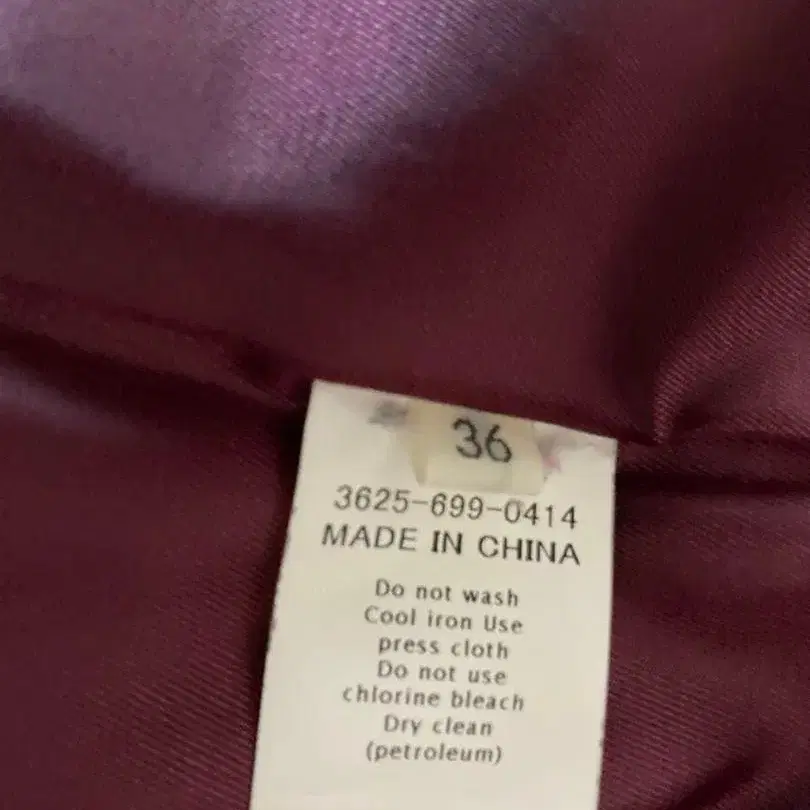 36
3625-699-0414
MADE IN CHINA
Do not wash
Cool iron Use
press cloth
Do not use
chlorine bleach
Dry clean
(petroleum)